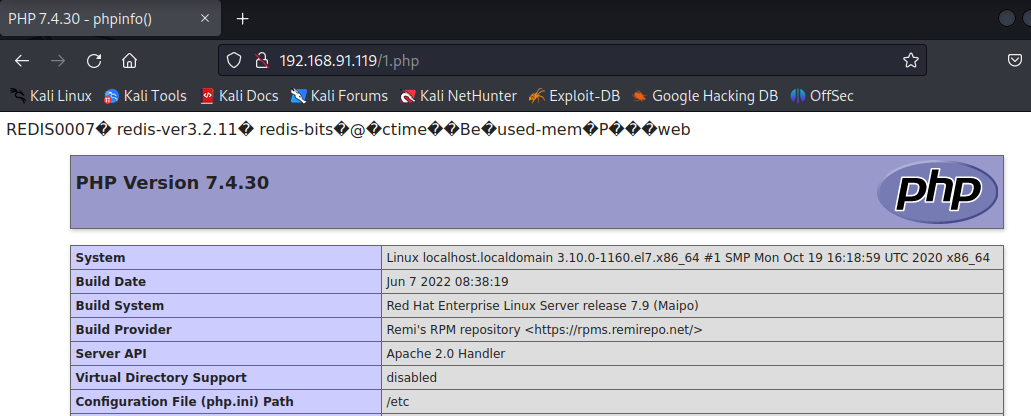 PHP 7.4.30 - phpinfo()
192.168.91.119/1.php
Kali Linux Kali Tools Kali Docs Kali Forums Kali NetHunter Exploit-DB Google Hacking DB OffSec
REDIS0007� redis-ver3.2.11� redis-bits�@�ctime��Be�used-mem�P���web
PHP Version 7.4.30
php
System Linux localhost.localdomain 3.10.0-1160.el7.x86_64 #1 SMP Mon Oct 19 16:18:59 UTC 2020 x86_64
Build Date Jun 7 2022 08:38:19
Build System Red Hat Enterprise Linux Server release 7.9 (Maipo)
Build Provider Remi's RPM repository <https://rpms.remirepo.net/>
Server API Apache 2.0 Handler
Virtual Directory Support disabled
Configuration File (php.ini) Path /etc